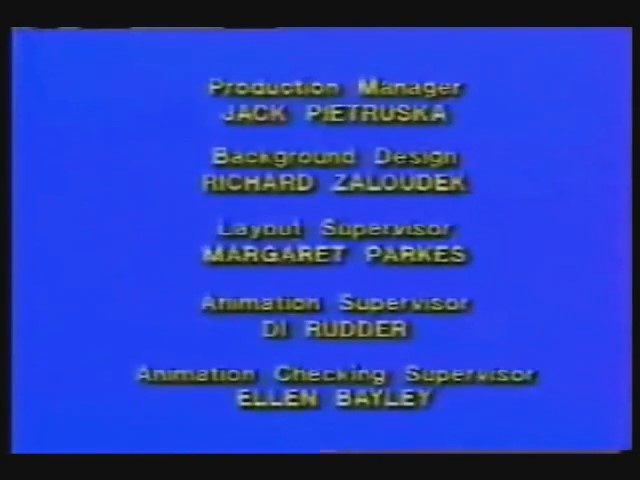 Production Manager
JACK PIETRUSKA
Background Design
RICHARD ZALOUDEK
Layout Supervisor
MARGARET PARKES
Animation Supervisor
DI RUDDER
Animation Checking Supervisor
ELLEN BAYLEY